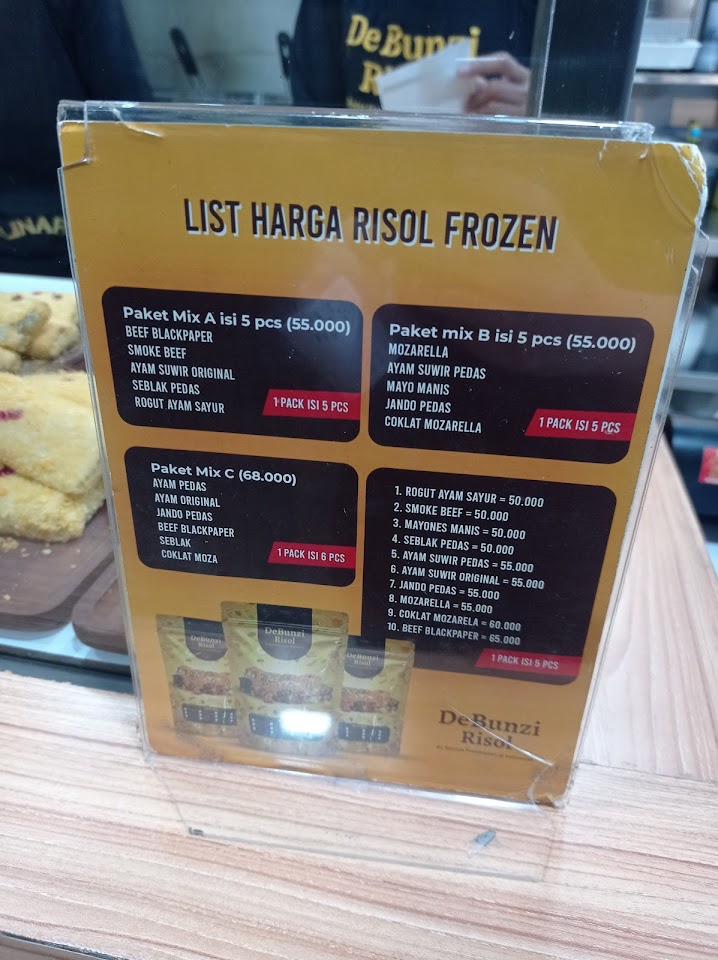 DeBunzi
LIST HARGA RISOL FROZEN
Paket Mix A isi 5 pcs (55.000)
BEEF BLACKPAPER
SMOKE BEEF
AYAM SUWIR ORIGINAL
SEBLAK PEDAS
ROGUT AYAM SAYUR
1 PACK ISI 5 PCS
Paket mix B isi 5 pcs (55.000)
MOZARELLA
AYAM SUWIR PEDAS
MAYO MANIS
JANDO PEDAS
COKLAT MOZARELLA
1 PACK ISI 5 PCS
Paket Mix C (68.000)
AYAM PEDAS
AYAM ORIGINAL
JANDO PEDAS
BEEF BLACKPAPER
SEBLAK
COKLAT MOZA
1 PACK ISI 6 PCS
1. ROGUT AYAM SAYUR = 50.000
2. SMOKE BEEF = 50.000
3. MAYONES MANIS = 50.000
4. SEBLAK PEDAS = 50.000
5. AYAM SUWIR PEDAS = 55.000
6. AYAM SUWIR ORIGINAL = 55.000
7. JANDO PEDAS = 55.000
8. MOZARELLA = 55.000
9. COKLAT MOZARELA = 60.000
10. BEEF BLACKPAPER = 65.000
1 PACK ISI 5 PCS
DeBunzi
Risol
DeBunzi
Risol
DeBunzi
Risol
DeBunzi
Risol